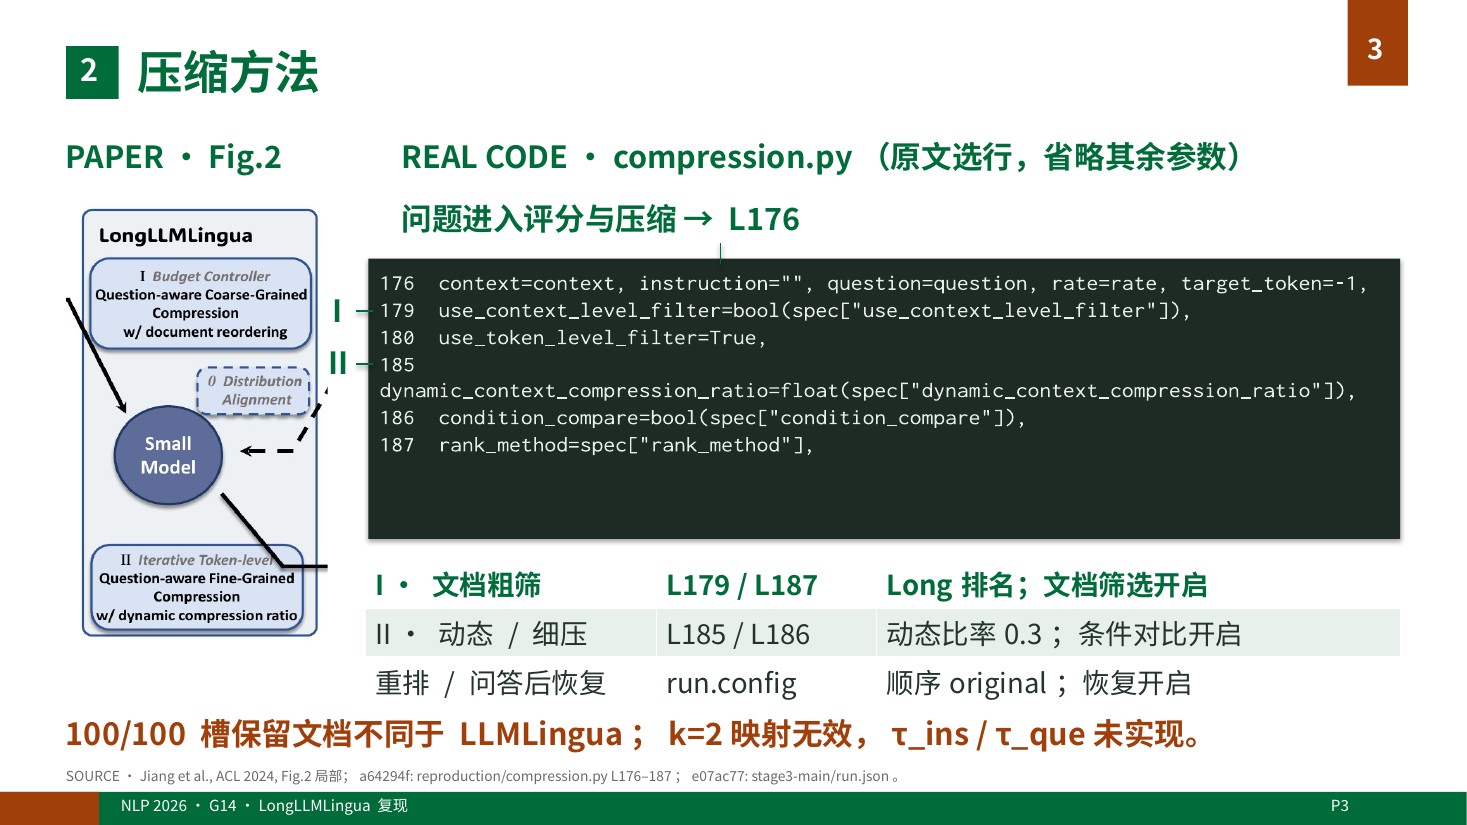 2 压缩方法
3
PAPER · Fig.2
REAL CODE · compression.py （原文选行，省略其余参数）
问题进入评分与压缩 → L176
LongLLMLingua
I Budget Controller
Question-aware Coarse-Grained
Compression
w/ document reordering
0 Distribution
Alignment
Small
Model
II Iterative Token-level
Question-aware Fine-Grained
Compression
w/ dynamic compression ratio
I
II
176 context=context, instruction="", question=question, rate=rate, target_token=-1,
179 use_context_level_filter=bool(spec["use_context_level_filter"]),
180 use_token_level_filter=True,
185
dynamic_context_compression_ratio=float(spec["dynamic_context_compression_ratio"]),
186 condition_compare=bool(spec["condition_compare"]),
187 rank_method=spec["rank_method"],
I · 文档粗筛 L179 / L187 Long 排名；文档筛选开启
II · 动态 / 细压 L185 / L186 动态比率 0.3；条件对比开启
重排 / 问答后恢复 run.config 顺序 original；恢复开启
100/100 槽保留文档不同于 LLMLingua； k=2 映射无效， τ_ins / τ_que 未实现。
SOURCE · Jiang et al., ACL 2024, Fig.2 局部； a64294f: reproduction/compression.py L176–187； e07ac77: stage3-main/run.json。
NLP 2026 · G14 · LongLLMLingua 复现
P3